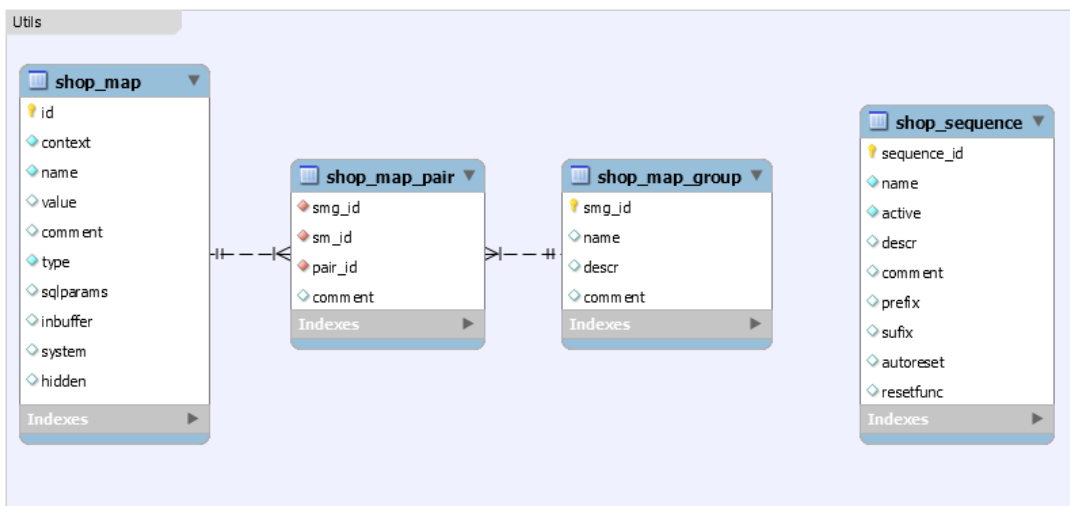 Utils
shop_map
id
context
name
value
comment
type
sqlparams
inbuffer
system
hidden
Indexes
shop_map_pair
smg_id
sm_id
pair_id
comment
Indexes
shop_map_group
smg_id
name
descr
comment
Indexes
shop_sequence
sequence_id
name
active
descr
comment
prefix
sufix
autoreset
resetfunc
Indexes